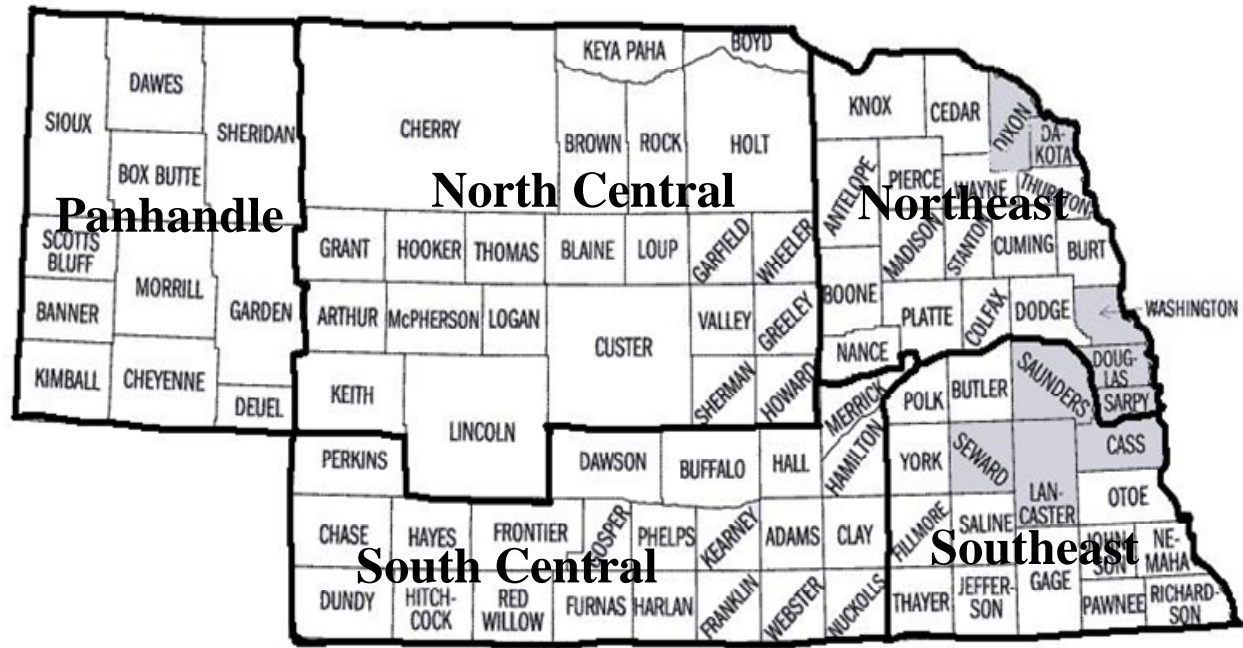 KEYA PAHA
BOYD
DAWES
SIOUX
SHERIDAN
CHERRY
BROWN
ROCK
HOLT
KNOX
CEDAR
DIXON
DA-
KOTA
BOX BUTTE
North Central
ANTELOPE
PIERCE
WAYNE
THURSTON
Panhandle
Northeast
SCOTTS
BLUFF
GRANT
HOOKER
THOMAS
BLAINE
LOUP
GARFIELD
WHEELER
MADISON
STANTON
CUMING
BURT
MORRILL
GARDEN
BANNER
ARTHUR
McPHERSON
LOGAN
CUSTER
VALLEY
GREELEY
BOONE
PLATTE
COLFAX
DODGE
WASHINGTON
NANCE
KIMBALL
CHEYENNE
DEUEL
KEITH
LINCOLN
SHERMAN
HOWARD
MERRICK
POLK
BUTLER
SAUNDERS
DOUG-
LAS
SARPY
PERKINS
DAWSON
BUFFALO
HALL
HAMILTON
YORK
SEWARD
LAN-
CASTER
CASS
OTOE
CHASE
HAYES
FRONTIER
GOSPER
PHELPS
KEARNEY
ADAMS
CLAY
FILLMORE
SALINE
JOHN
SON
NE-
MAHA
South Central
Southeast
DUNDY
HITCH-
COCK
RED
WILLOW
FURNAS
HARLAN
FRANKLIN
WEBSTER
NUCKOLLS
THAYER
JEFFER-
SON
GAGE
PAWNEE
RICHARD-
SON